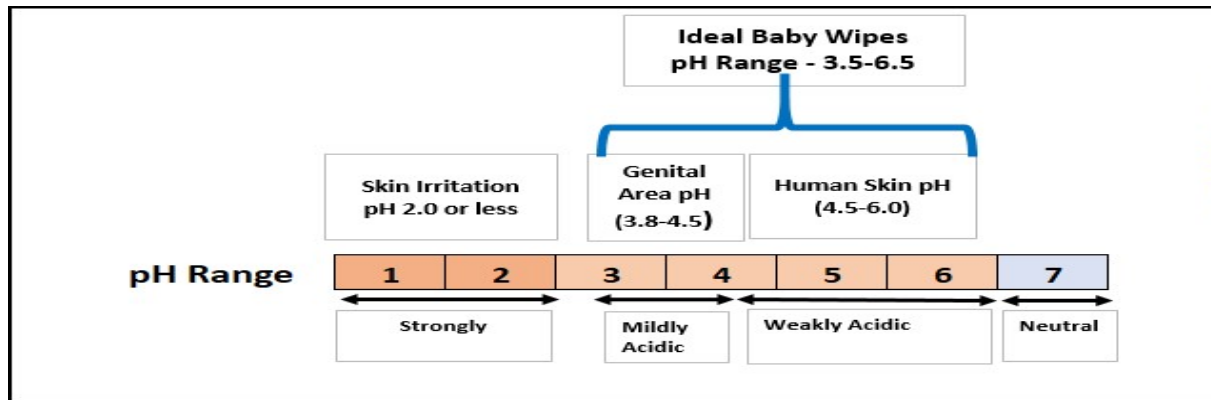 Ideal Baby Wipes
pH Range - 3.5-6.5
Skin Irritation
pH 2.0 or less
Genital
Area pH
(3.8-4.5)
Human Skin pH
(4.5-6.0)
pH Range
1 2 3 4 5 6 7
Strongly
Mildly
Acidic
Weakly Acidic
Neutral